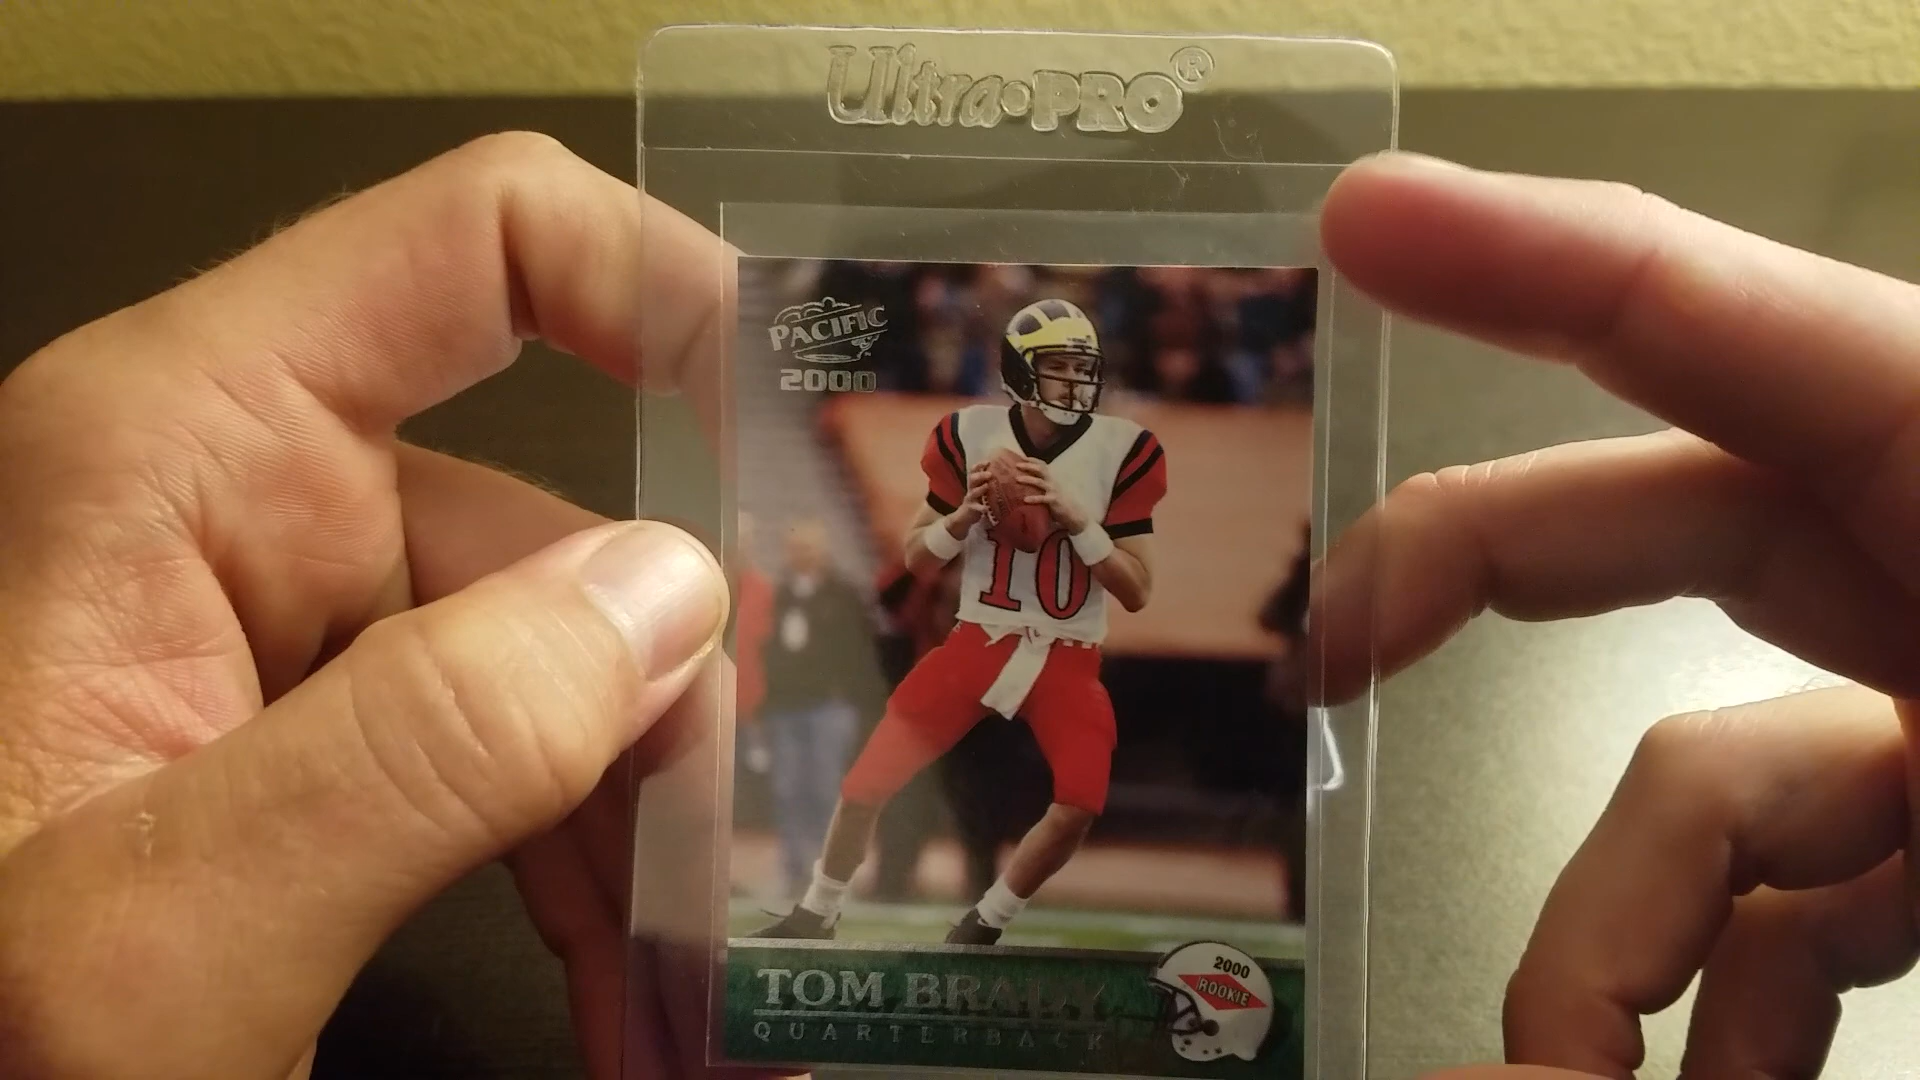 Ultra•PRO®
PACIFIC
2000
10
TOM BRADY
QUARTERBACK
2000
ROOKIE